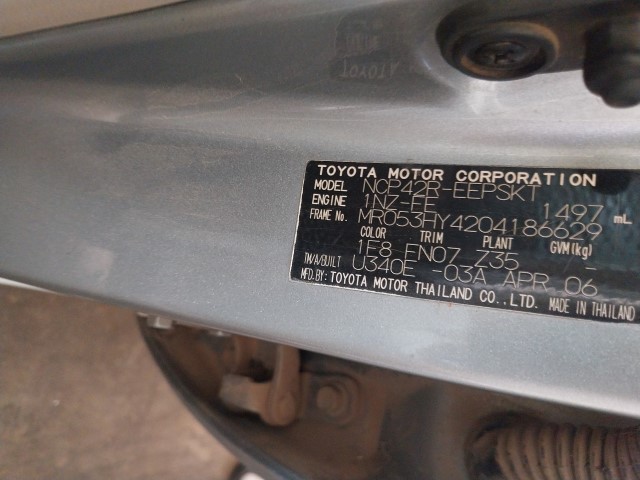 TOYOTA MOTOR CORPORATION
MODEL NCP42R-EEPSKT
ENGINE 1NZ-FE 1497 mL
FRAME No. MR053HY4204186629
COLOR TRIM PLANT GVM(kg)
1F8 FN07 Z35 -
TM/A/BUILT U340E -03A APR 06
MFD.BY: TOYOTA MOTOR THAILAND CO., LTD. MADE IN THAILAND